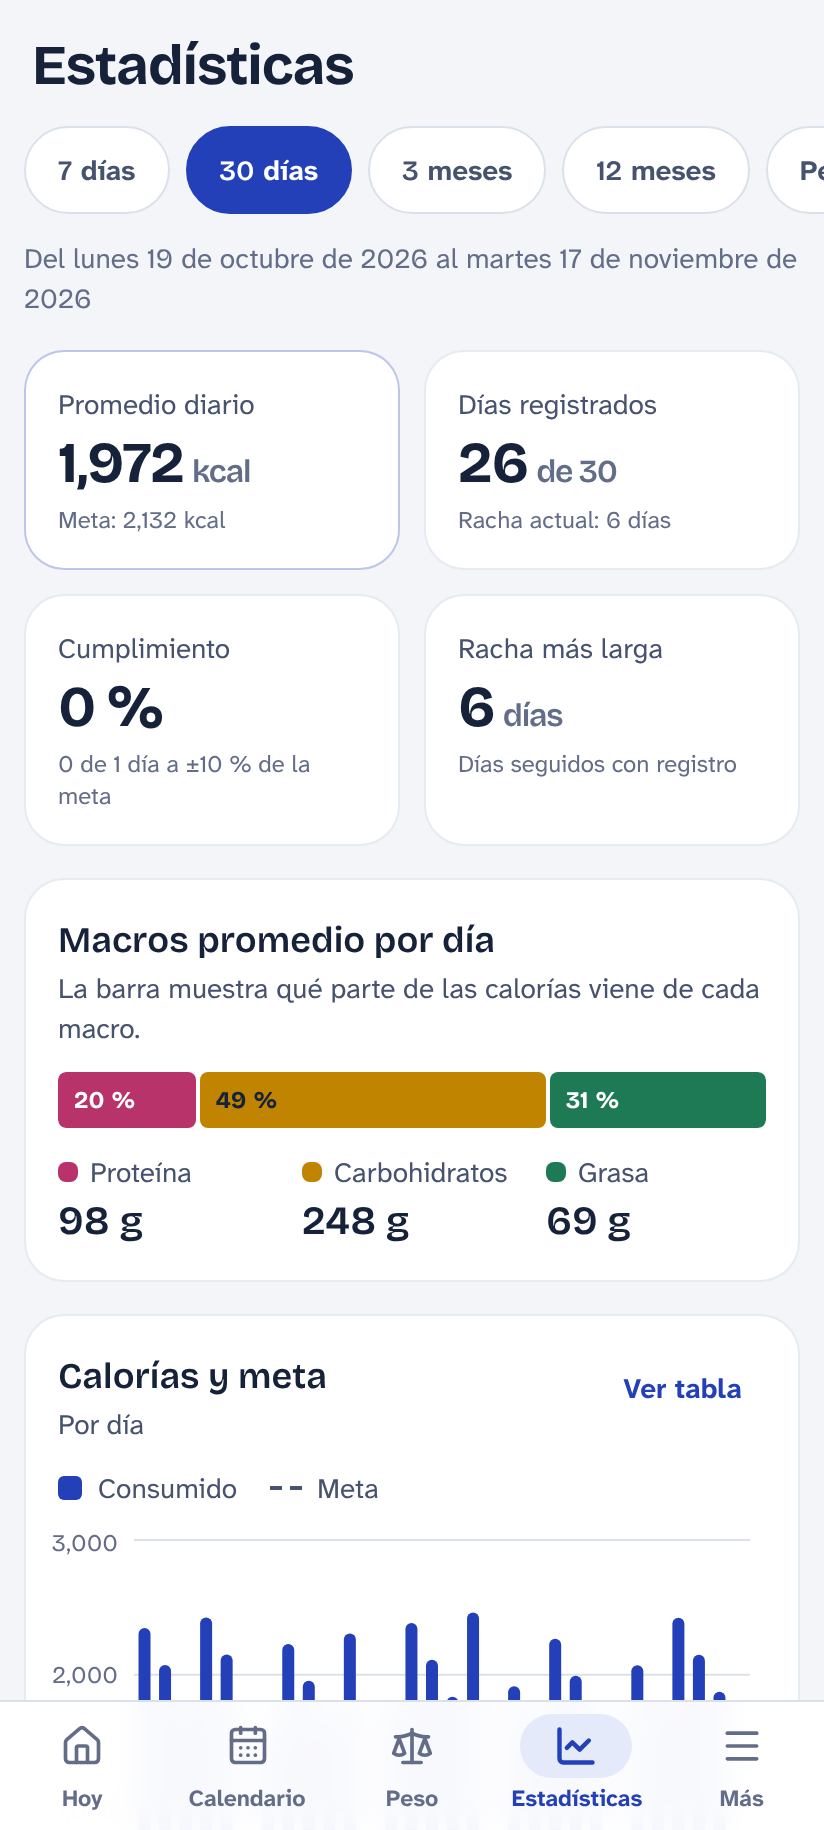 Estadísticas
7 días
30 días
3 meses
12 meses
Del lunes 19 de octubre de 2026 al martes 17 de noviembre de
2026
Promedio diario
1,972 kcal
Meta: 2,132 kcal
Días registrados
26 de 30
Racha actual: 6 días
Cumplimiento
0 %
0 de 1 día a ±10 % de la
meta
Racha más larga
6 días
Días seguidos con registro
Macros promedio por día
La barra muestra qué parte de las calorías viene de cada
macro.
20 %
49 %
31 %
Proteína
98 g
Carbohidratos
248 g
Grasa
69 g
Calorías y meta
Ver tabla
Por día
Consumido
Meta
3,000
2,000
Hoy
Calendario
Peso
Estadísticas
Más